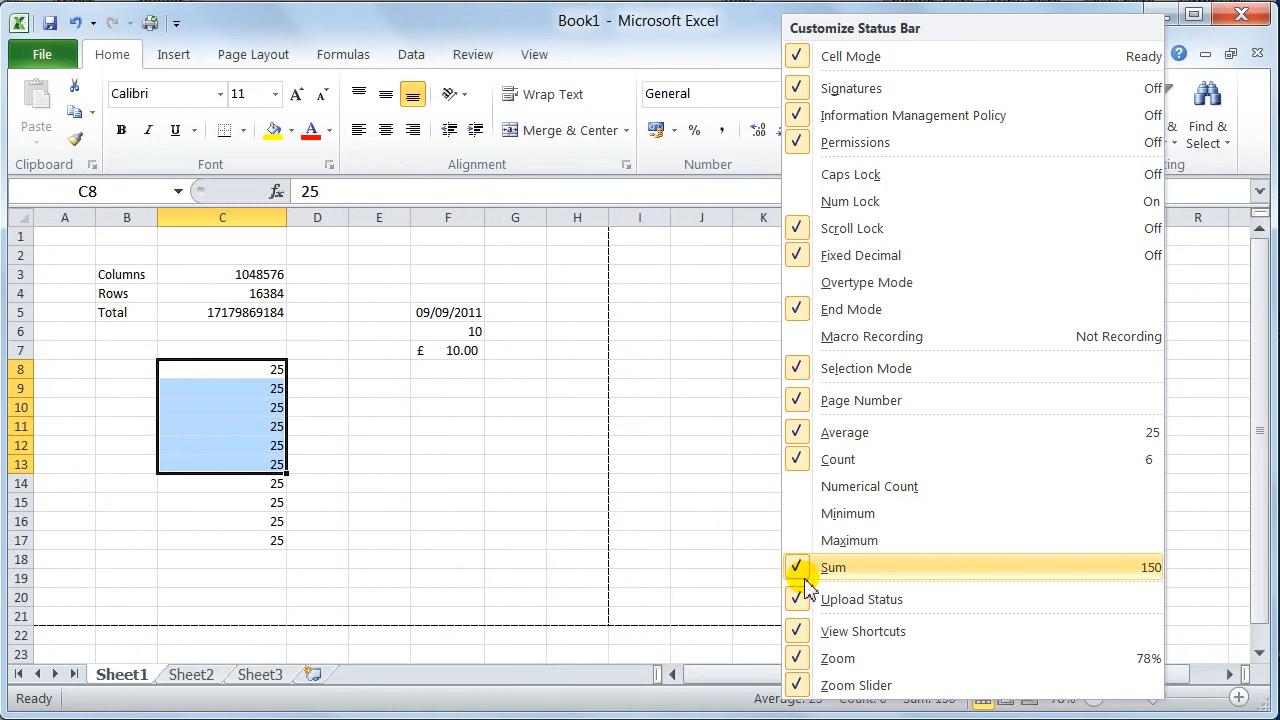 Book1 - Microsoft Excel
File Home Insert Page Layout Formulas Data Review View
Paste
Clipboard
Calibri 11
B I U
Font
Wrap Text
Merge & Center
Alignment
General
% ,
Number
Find &
Select
C8 fx 25
A B C D E F G H I J K R
1
2
3 Columns 1048576
4 Rows 16384
5 Total 17179869184 09/09/2011
6 10
7 £ 10.00
8 25
9 25
10 25
11 25
12 25
13 25
14 25
15 25
16 25
17 25
18
19
20
21
22
23
Sheet1 Sheet2 Sheet3
Ready
Customize Status Bar
Cell Mode Ready
Signatures Off
Information Management Policy Off
Permissions Off
Caps Lock Off
Num Lock On
Scroll Lock Off
Fixed Decimal Off
Overtype Mode
End Mode
Macro Recording Not Recording
Selection Mode
Page Number
Average 25
Count 6
Numerical Count
Minimum
Maximum
Sum 150
Upload Status
View Shortcuts
Zoom 78%
Zoom Slider